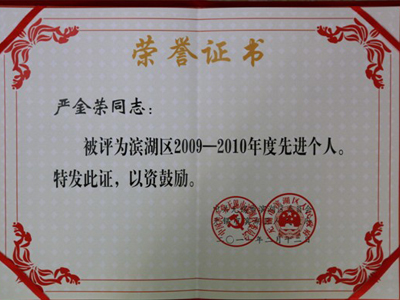 荣誉证书
严金荣同志：
被评为滨湖区2009—2010年度先进个人。
特发此证，以资鼓励。